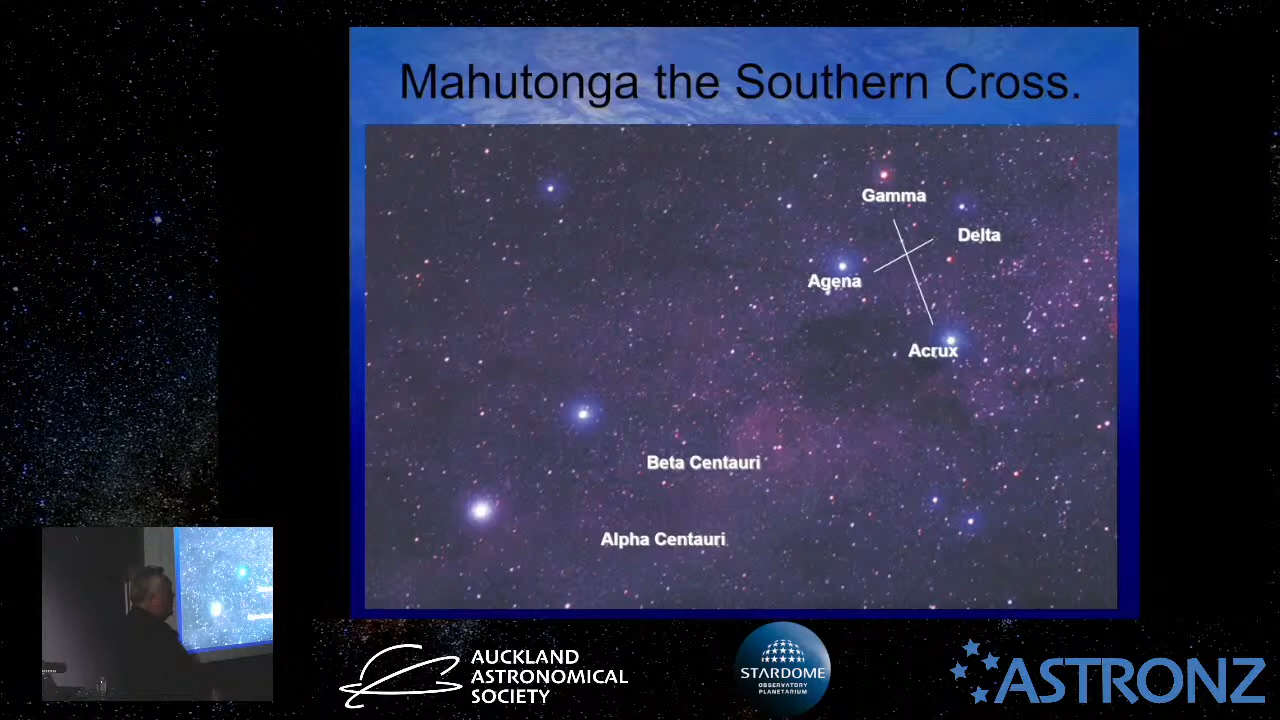 Mahutonga the Southern Cross.
Gamma
Delta
Agena
Acrux
Beta Centauri
Alpha Centauri
AUCKLAND
ASTRONOMICAL
SOCIETY
STARDOME
OBSERVATORY
PLANETARIUM
ASTRONZ